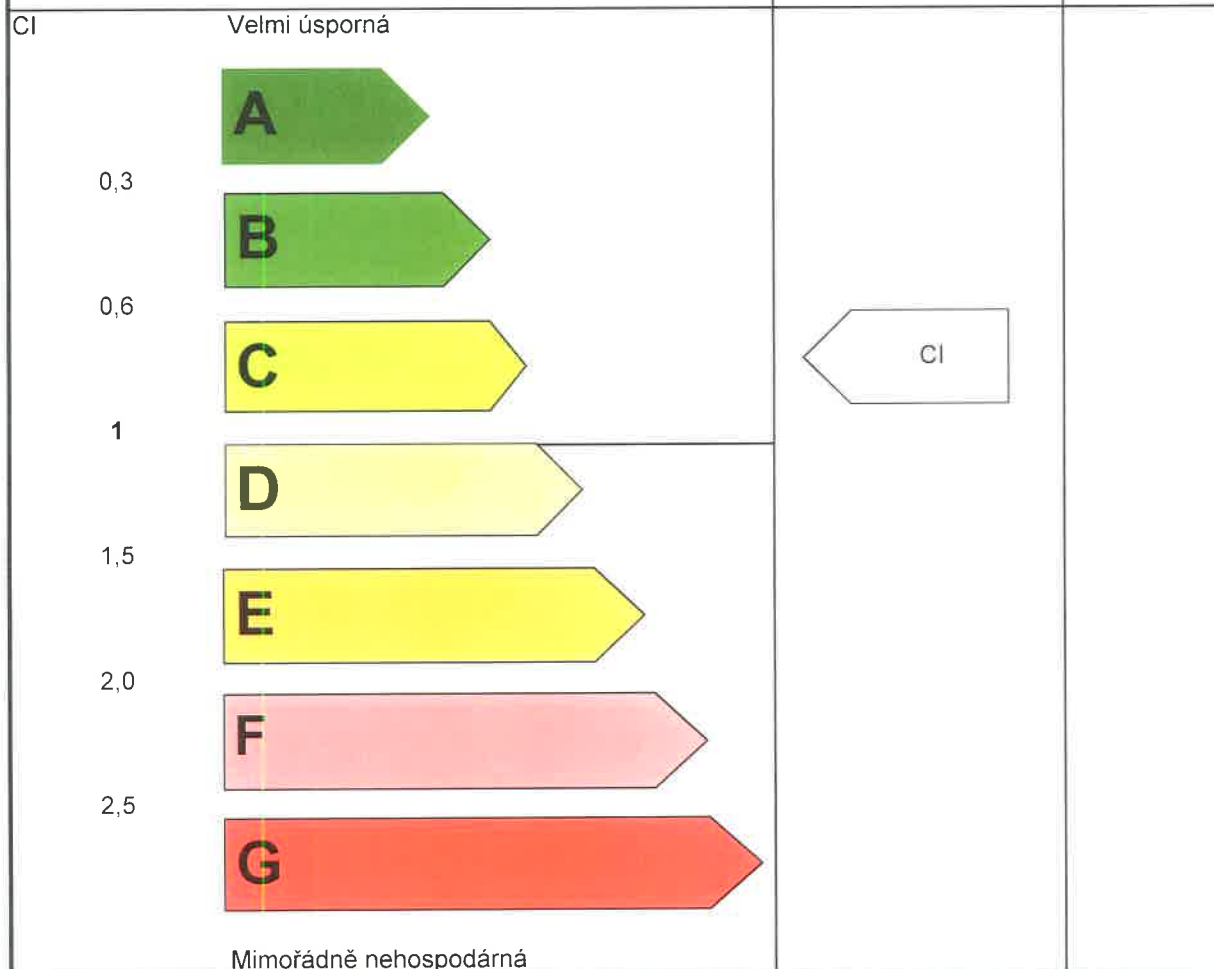 CI Velmi úsporná
A
0,3
B
0,6
C CI
1
D
1,5
E
2,0
F
2,5
G
Mimořádně nehospodárná